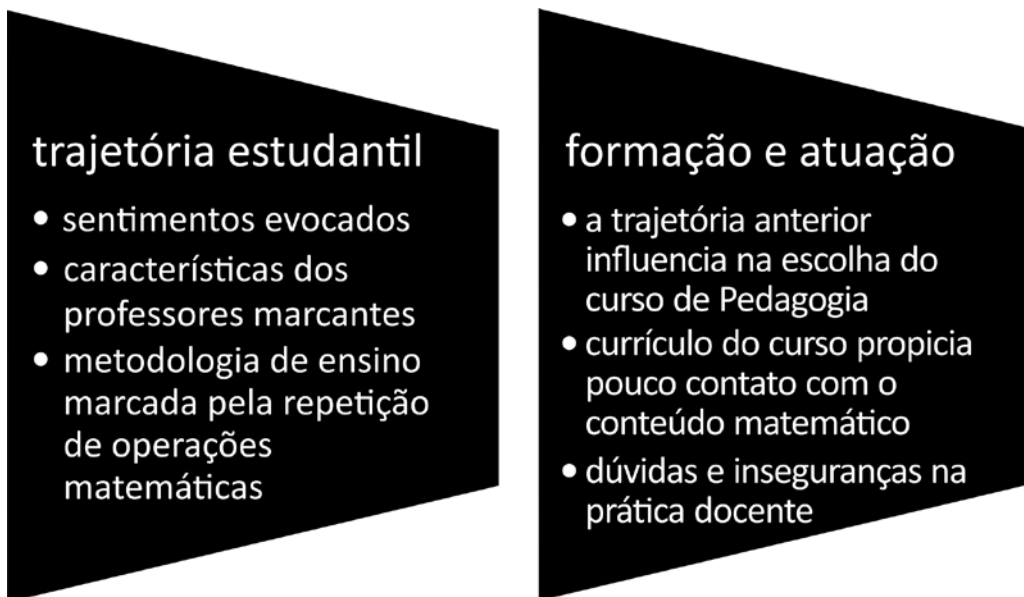 trajetória estudantil
• sentimentos evocados
• características dos
professores marcantes
• metodologia de ensino
marcada pela repetição
de operações
matemáticas
formação e atuação
• a trajetória anterior
influencia na escolha do
curso de Pedagogia
• currículo do curso propicia
pouco contato com o
conteúdo matemático
• dúvidas e inseguranças na
prática docente